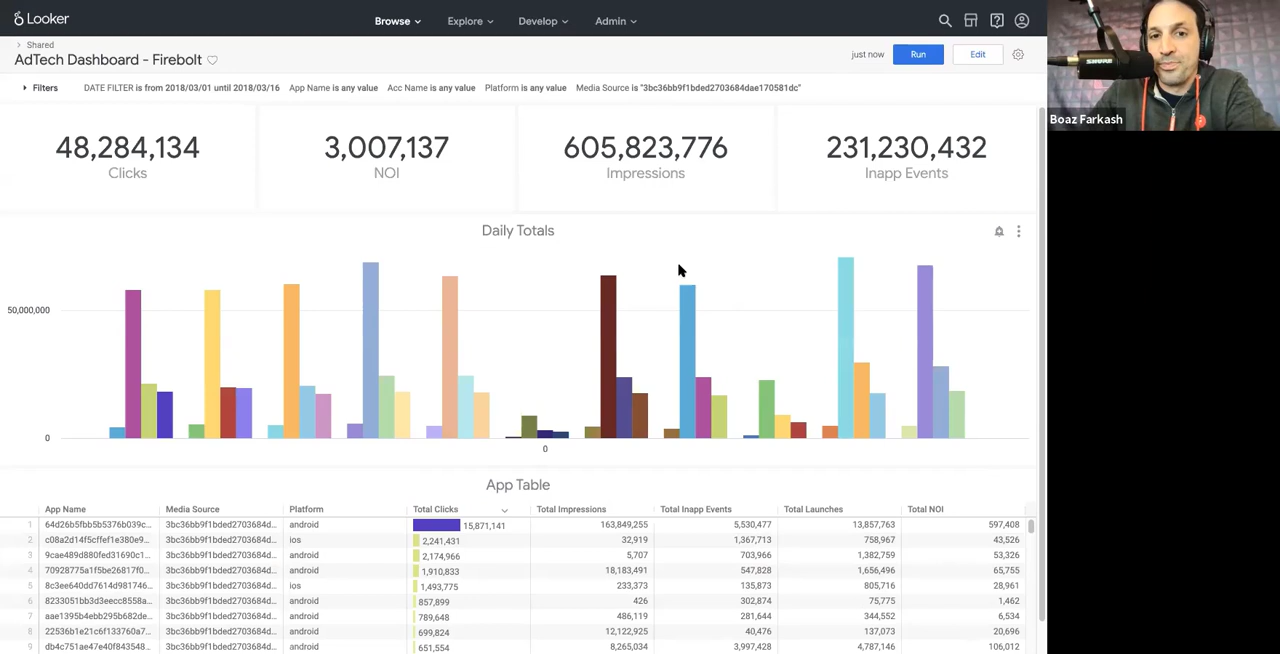 Looker
Browse Explore Develop Admin
> Shared
AdTech Dashboard - Firebolt
just now Run Edit
Filters DATE FILTER is from 2018/03/01 until 2018/03/16 App Name is any value Acc Name is any value Platform is any value Media Source is "3bc36bb9f1bded2703684dae170581dc"
SHURE
Boaz Farkash
48,284,134 3,007,137 605,823,776 231,230,432
Clicks NOI Impressions Inapp Events
Daily Totals
50,000,000
0
0
App Table
App Name Media Source Platform Total Clicks Total Impressions Total Inapp Events Total Launches Total NOI
1 64d26b5fbb5b5376b039c... 3bc36bb9f1bded2703684d... android 15,871,141 163,849,255 5,530,477 13,857,763 597,408
2 c08a2d14f5cffef1e380e9... 3bc36bb9f1bded2703684d... ios 2,241,431 32,919 1,367,713 758,967 43,526
3 9cae489d880fed31690c1... 3bc36bb9f1bded2703684d... android 2,174,966 5,707 703,966 1,382,759 53,326
4 70928775a1f5be26817f0... 3bc36bb9f1bded2703684d... android 1,910,833 18,183,491 547,828 1,656,496 65,755
5 8c3ee640dd7614d981746... 3bc36bb9f1bded2703684d... ios 1,493,775 233,373 135,873 805,716 28,961
6 8233051bb3d3eecc8558a... 3bc36bb9f1bded2703684d... android 857,899 426 302,874 75,775 1,462
7 aae1395b4ebb295b682de... 3bc36bb9f1bded2703684d... android 789,648 486,119 281,644 344,552 6,534
8 22536b1e21c6f133760a7... 3bc36bb9f1bded2703684d... android 699,824 12,122,925 40,476 137,073 20,696
9 db4c751ae47e40f843548... 3bc36bb9f1bded2703684d... android 651,554 8,265,034 3,997,428 4,787,146 106,012